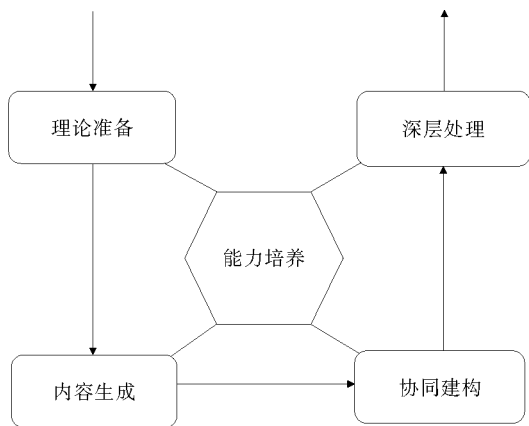 理论准备
深层处理
能力培养
内容生成
协同建构